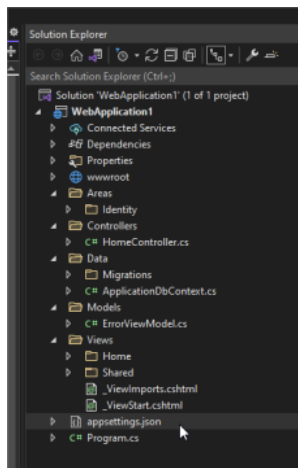 Solution Explorer
Search Solution Explorer (Ctrl+;)
Solution 'WebApplication1' (1 of 1 project)
WebApplication1
Connected Services
Dependencies
Properties
wwwroot
Areas
Identity
Controllers
C# HomeController.cs
Data
Migrations
C# ApplicationDbContext.cs
Models
C# ErrorViewModel.cs
Views
Home
Shared
_ViewImports.cshtml
_ViewStart.cshtml
appsettings.json
C# Program.cs